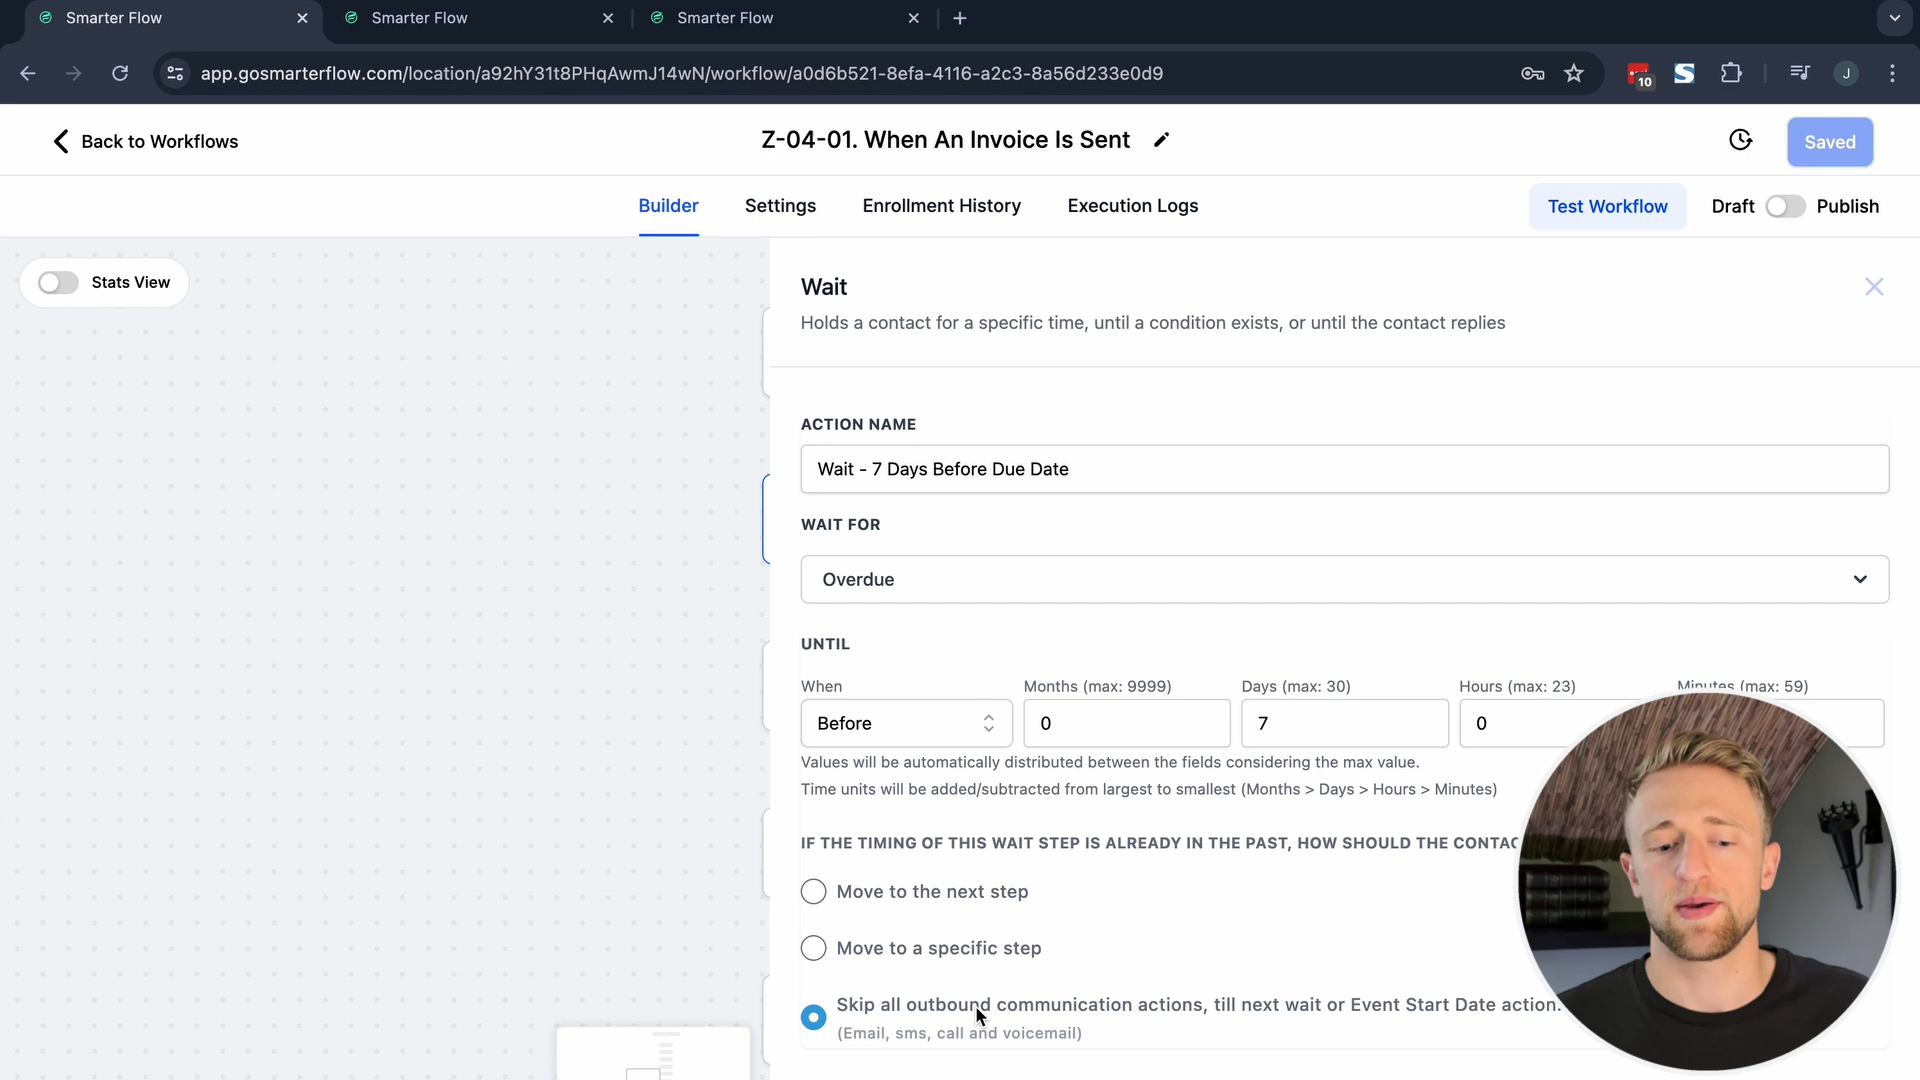 Smarter Flow
Smarter Flow
Smarter Flow
app.gosmarterflow.com/location/a92hY31t8PHqAwmJ14wN/workflow/a0d6b521-8efa-4116-a2c3-8a56d233e0d9
10
J
Back to Workflows
Z-04-01. When An Invoice Is Sent
Saved
Builder
Settings
Enrollment History
Execution Logs
Test Workflow
Draft
Publish
Stats View
Wait
Holds a contact for a specific time, until a condition exists, or until the contact replies
ACTION NAME
Wait - 7 Days Before Due Date
WAIT FOR
Overdue
UNTIL
When
Months (max: 9999)
Days (max: 30)
Hours (max: 23)
Minutes (max: 59)
Before
0
7
0
Values will be automatically distributed between the fields considering the max value.
Time units will be added/subtracted from largest to smallest (Months > Days > Hours > Minutes)
IF THE TIMING OF THIS WAIT STEP IS ALREADY IN THE PAST, HOW SHOULD THE
Move to the next step
Move to a specific step
Skip all outbound communication actions, till next wait or Event Start Date action.
(Email, sms, call and voicemail)